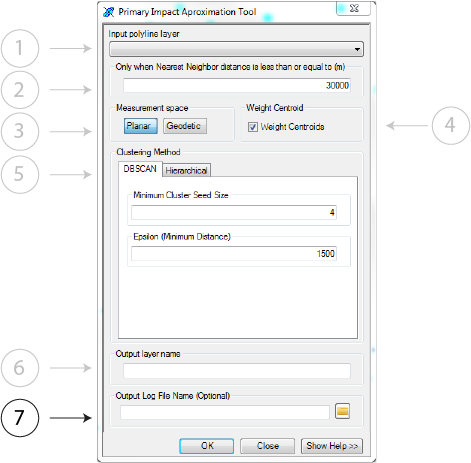 Primary Impact Aproximation Tool
1
Input polyline layer
2
Only when Nearest Neighbor distance is less than or equal to (m)
30000
3
Measurement space
Planar
Geodetic
Weight Centroid
Weight Centroids
4
5
Clustering Method
DBSCAN
Hierarchical
Minimum Cluster Seed Size
4
Epsilon (Minimum Distance)
1500
6
Output layer name
7
Output Log File Name (Optional)
OK
Close
Show Help >>